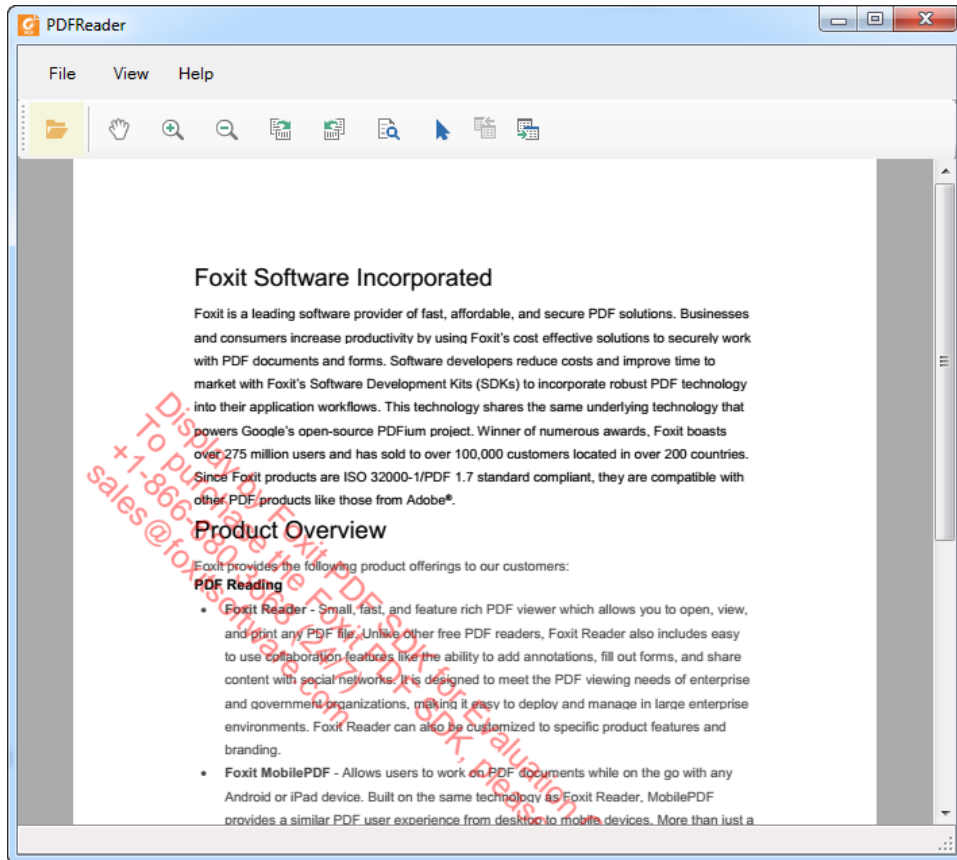 PDFReader
File View Help
Foxit Software Incorporated
Foxit is a leading software provider of fast, affordable, and secure PDF solutions. Businesses
and consumers increase productivity by using Foxit's cost effective solutions to securely work
with PDF documents and forms. Software developers reduce costs and improve time to
market with Foxit's Software Development Kits (SDKs) to incorporate robust PDF technology
into their application workflows. This technology shares the same underlying technology that
powers Google's open-source PDFium project. Winner of numerous awards, Foxit boasts
over 275 million users and has sold to over 100,000 customers located in over 200 countries.
Since Foxit products are ISO 32000-1/PDF 1.7 standard compliant, they are compatible with
other PDF products like those from Adobe®.
Product Overview
Foxit provides the following product offerings to our customers:
PDF Reading
• Foxit Reader - Small, fast, and feature rich PDF viewer which allows you to open, view,
and print any PDF file. Unlike other free PDF readers, Foxit Reader also includes easy
to use collaboration features like the ability to add annotations, fill out forms, and share
content with social networks. It is designed to meet the PDF viewing needs of enterprise
and government organizations, making it easy to deploy and manage in large enterprise
environments. Foxit Reader can also be customized to specific product features and
branding.
• Foxit MobilePDF - Allows users to work on PDF documents while on the go with any
Android or iPad device. Built on the same technology as Foxit Reader, MobilePDF
provides a similar PDF user experience from desktop to mobile devices. More than just a
Display by Foxit PDF SDK for Evaluation
To purchase the Foxit PDF SDK, please
+1-866-680-3668 (24/7)
sales@foxitsoftware.com